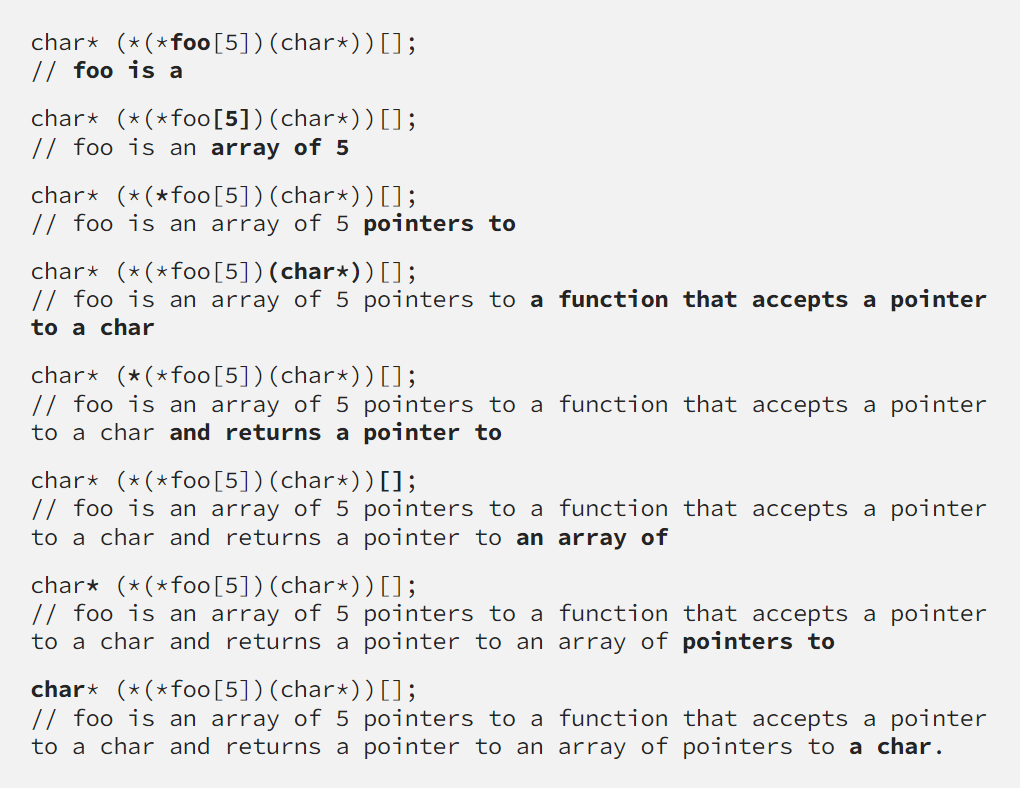 char* (*(*foo[5])(char*))[];
// foo is a
char* (*(*foo[5])(char*))[];
// foo is an array of 5
char* (*(*foo[5])(char*))[];
// foo is an array of 5 pointers to
char* (*(*foo[5])(char*))[];
// foo is an array of 5 pointers to a function that accepts a pointer
to a char
char* (*(*foo[5])(char*))[];
// foo is an array of 5 pointers to a function that accepts a pointer
to a char and returns a pointer to
char* (*(*foo[5])(char*))[];
// foo is an array of 5 pointers to a function that accepts a pointer
to a char and returns a pointer to an array of
char* (*(*foo[5])(char*))[];
// foo is an array of 5 pointers to a function that accepts a pointer
to a char and returns a pointer to an array of pointers to
char* (*(*foo[5])(char*))[];
// foo is an array of 5 pointers to a function that accepts a pointer
to a char and returns a pointer to an array of pointers to a char.